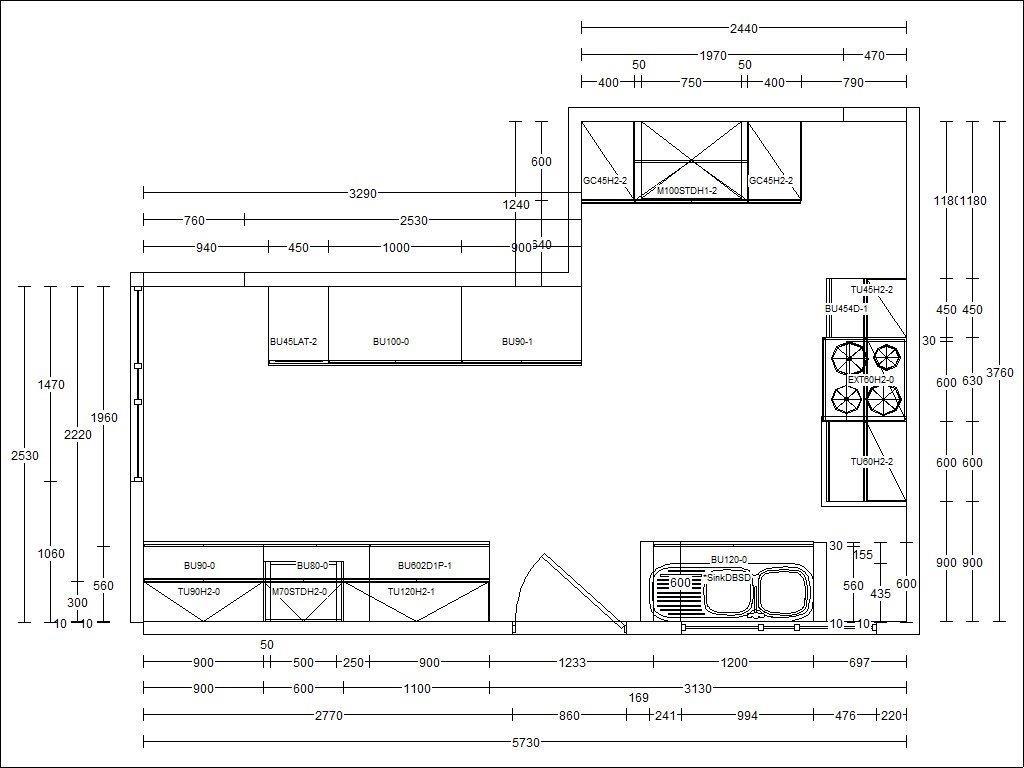 2440
1970 470
50 50
400 750 400 790
600
GC45H2-2 M100STDH1-2 GC45H2-2
3290
1240
1180 1180
760 2530
940 450 1000 900 640
TU45H2-2
BU454D-1
450 450
BU45LAT-2 BU100-0 BU90-1
30
3760
EXT60H2-0
600 630
1470
1960
2220
2530
TU60H2-2
600 600
1060
30
155
BU120-0
BU90-0 BU80-0 BU602D1P-1
900 900
*SinkDBSD
600
560
560 600
TU90H2-0 M70STDH2-0 TU120H2-1
435
300
10 10
10 10
50
900 500 250 900 1233 1200 697
900 600 1100 3130
169
2770 860 241 994 476 220
5730